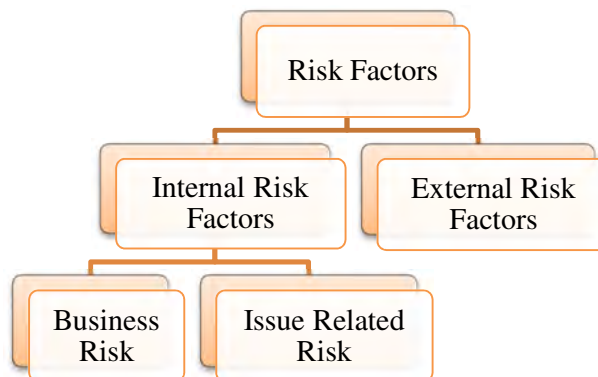 Risk Factors
Internal Risk
Factors
External Risk
Factors
Business
Risk
Issue Related
Risk